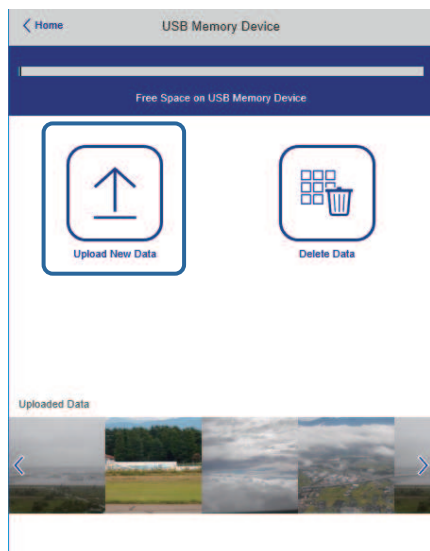 Home
USB Memory Device
Free Space on USB Memory Device
Upload New Data
Delete Data
Uploaded Data